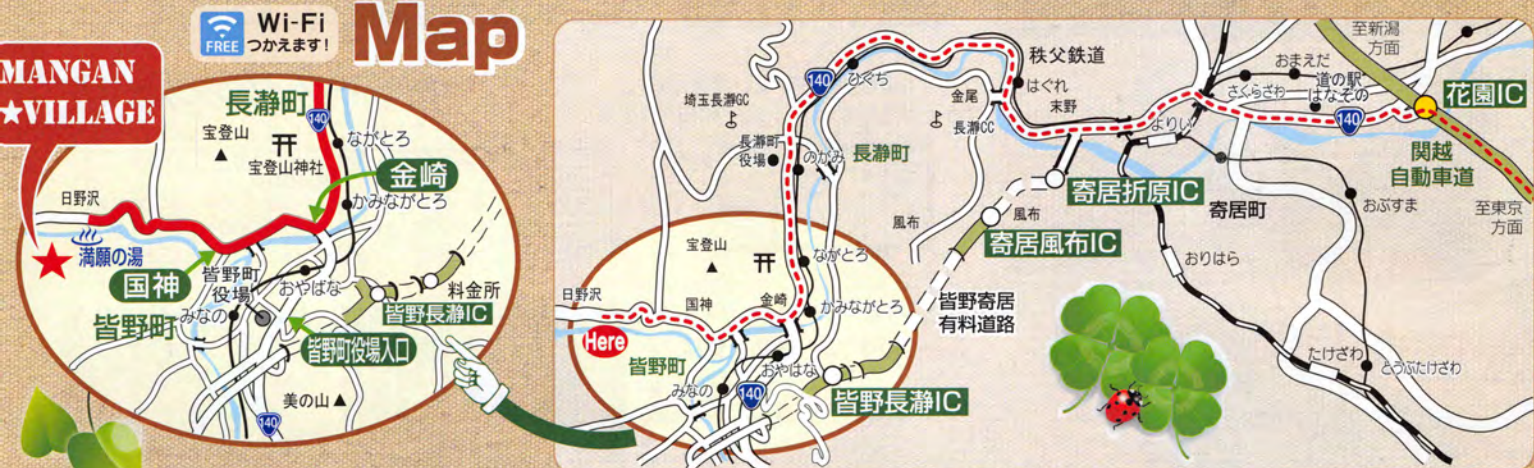 FREE
Wi-Fi
つかえます!
Map
MANGAN
★VILLAGE
長瀞町
140
宝登山
宝登山神社
ながとろ
金崎
かみながとろ
日野沢
満願の湯
国神
皆野町
役場
おやはな
料金所
皆野長瀞IC
みなの
皆野町
皆野町役場入口
美の山
140
至新潟
方面
秩父鉄道
140
ひぐち
はぐれ
おまえだ
道の駅
はなぞの
さくらざわ
花園IC
埼玉長瀞GC
金尾
末野
長瀞CC
よりい
140
長瀞町
役場
のがみ
長瀞町
関越
自動車道
寄居折原IC
寄居町
おぶすま
至東京
方面
風布
風布
寄居風布IC
宝登山
ながとろ
おりはら
日野沢
国神
金崎
かみながとろ
皆野寄居
有料道路
Here
皆野町
おやはな
みなの
140
皆野長瀞IC
たけざわ
とうぶたけざわ